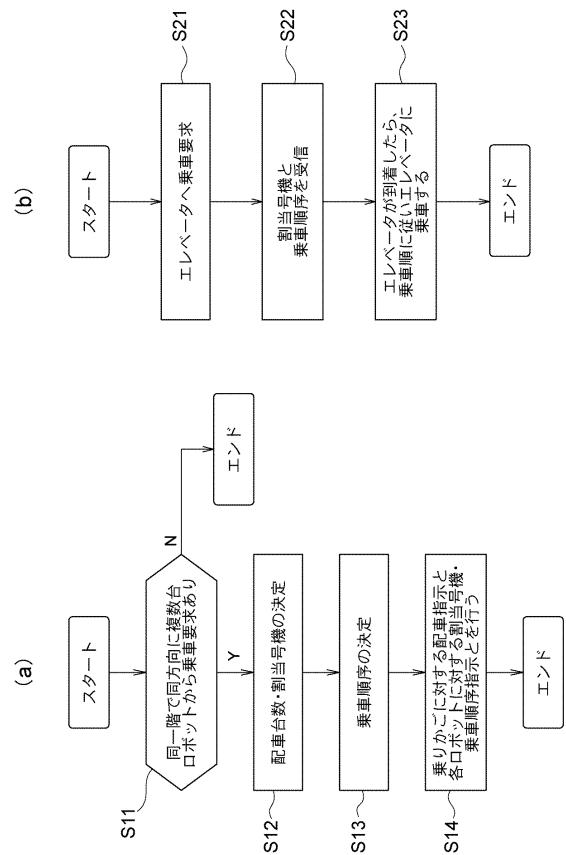 (a)
スタート
同一階で同方向に複数台
ロボットから乗車要求あり
S11
N
エンド
Y
配車台数・割当号機の決定
S12
乗車順序の決定
S13
乗りかごに対する配車指示と
各ロボットに対する割当号機・
乗車順序指示とを行う
S14
エンド
(b)
スタート
エレベータへ乗車要求
S21
割当号機と
乗車順序を受信
S22
エレベータが到着したら、
乗車順に従いエレベータに
乗車する
S23
エンド